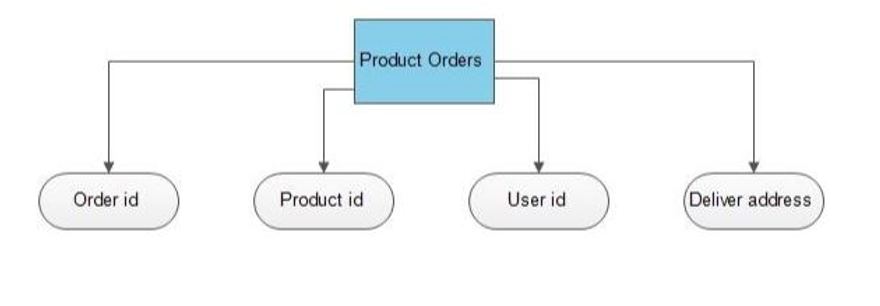 Product Orders
Order id
Product id
User id
Deliver address